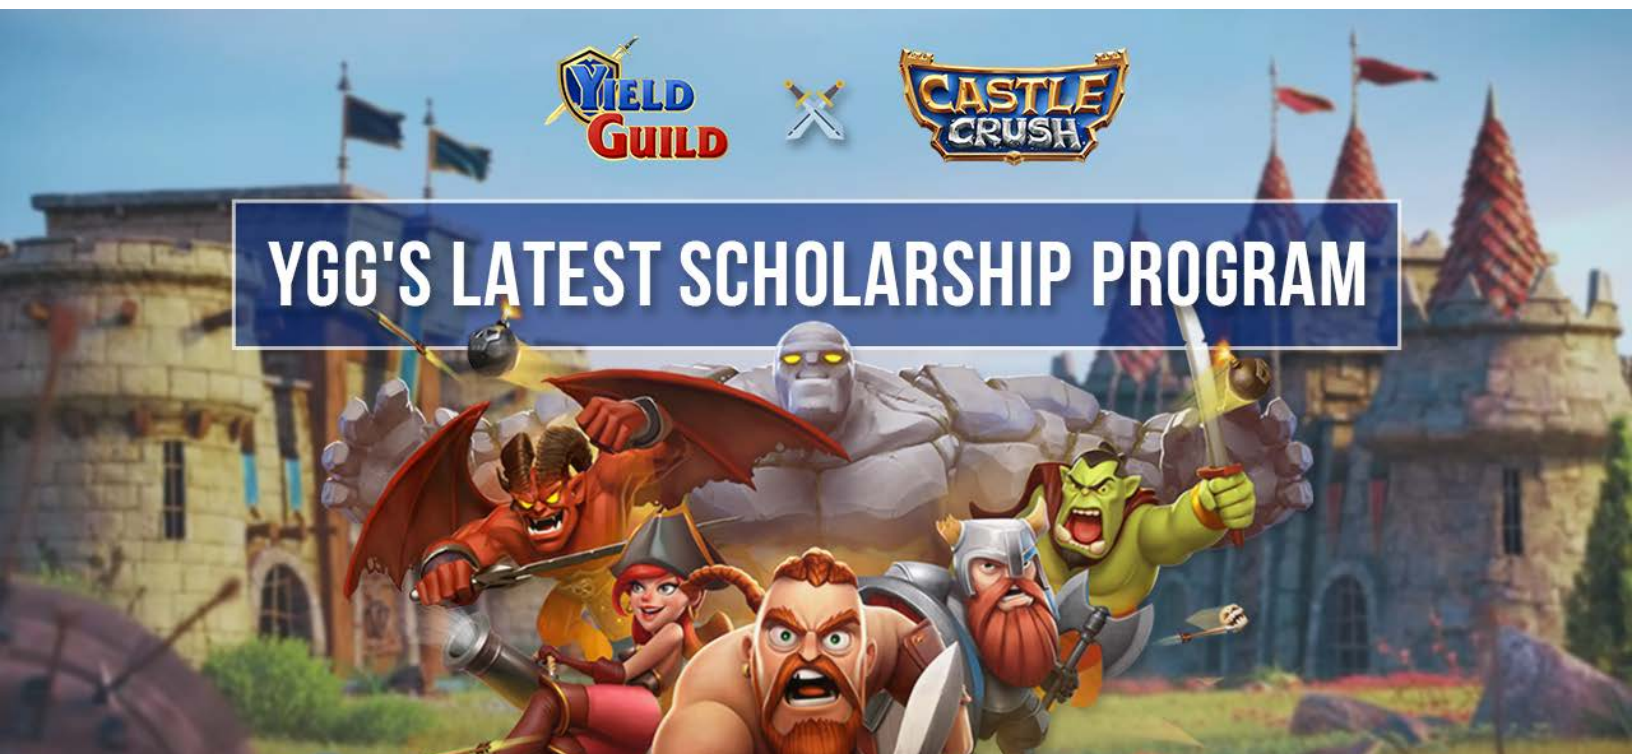 YIELD
GUILD
CASTLE
CRUSH
YGG'S LATEST SCHOLARSHIP PROGRAM